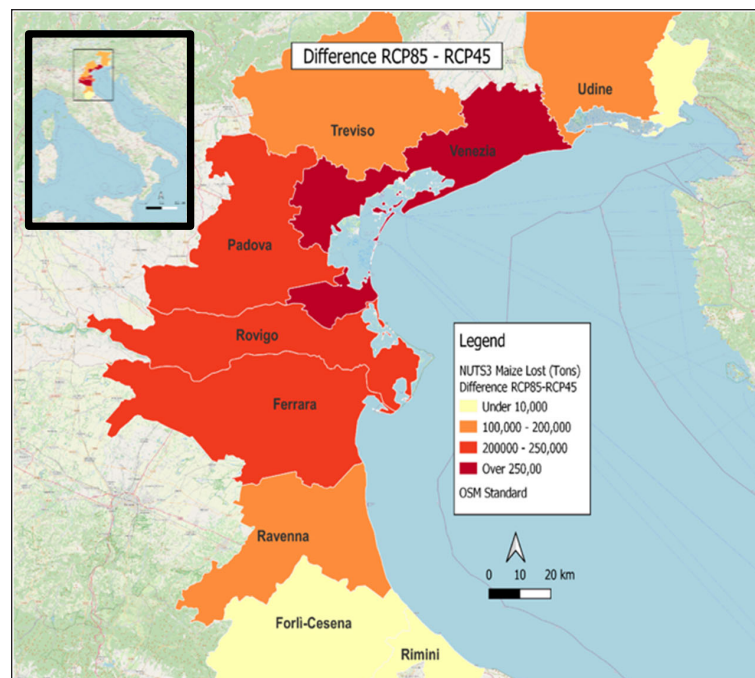 Difference RCP85 - RCP45
Udine
Treviso
Venezia
Padova
Rovigo
Ferrara
Ravenna
Forlì-Cesena
Rimini
Legend
NUTS3 Maize Lost (Tons)
Difference RCP85-RCP45
Under 10,000
100,000 - 200,000
200000 - 250,000
Over 250,00
OSM Standard
0 10 20 km